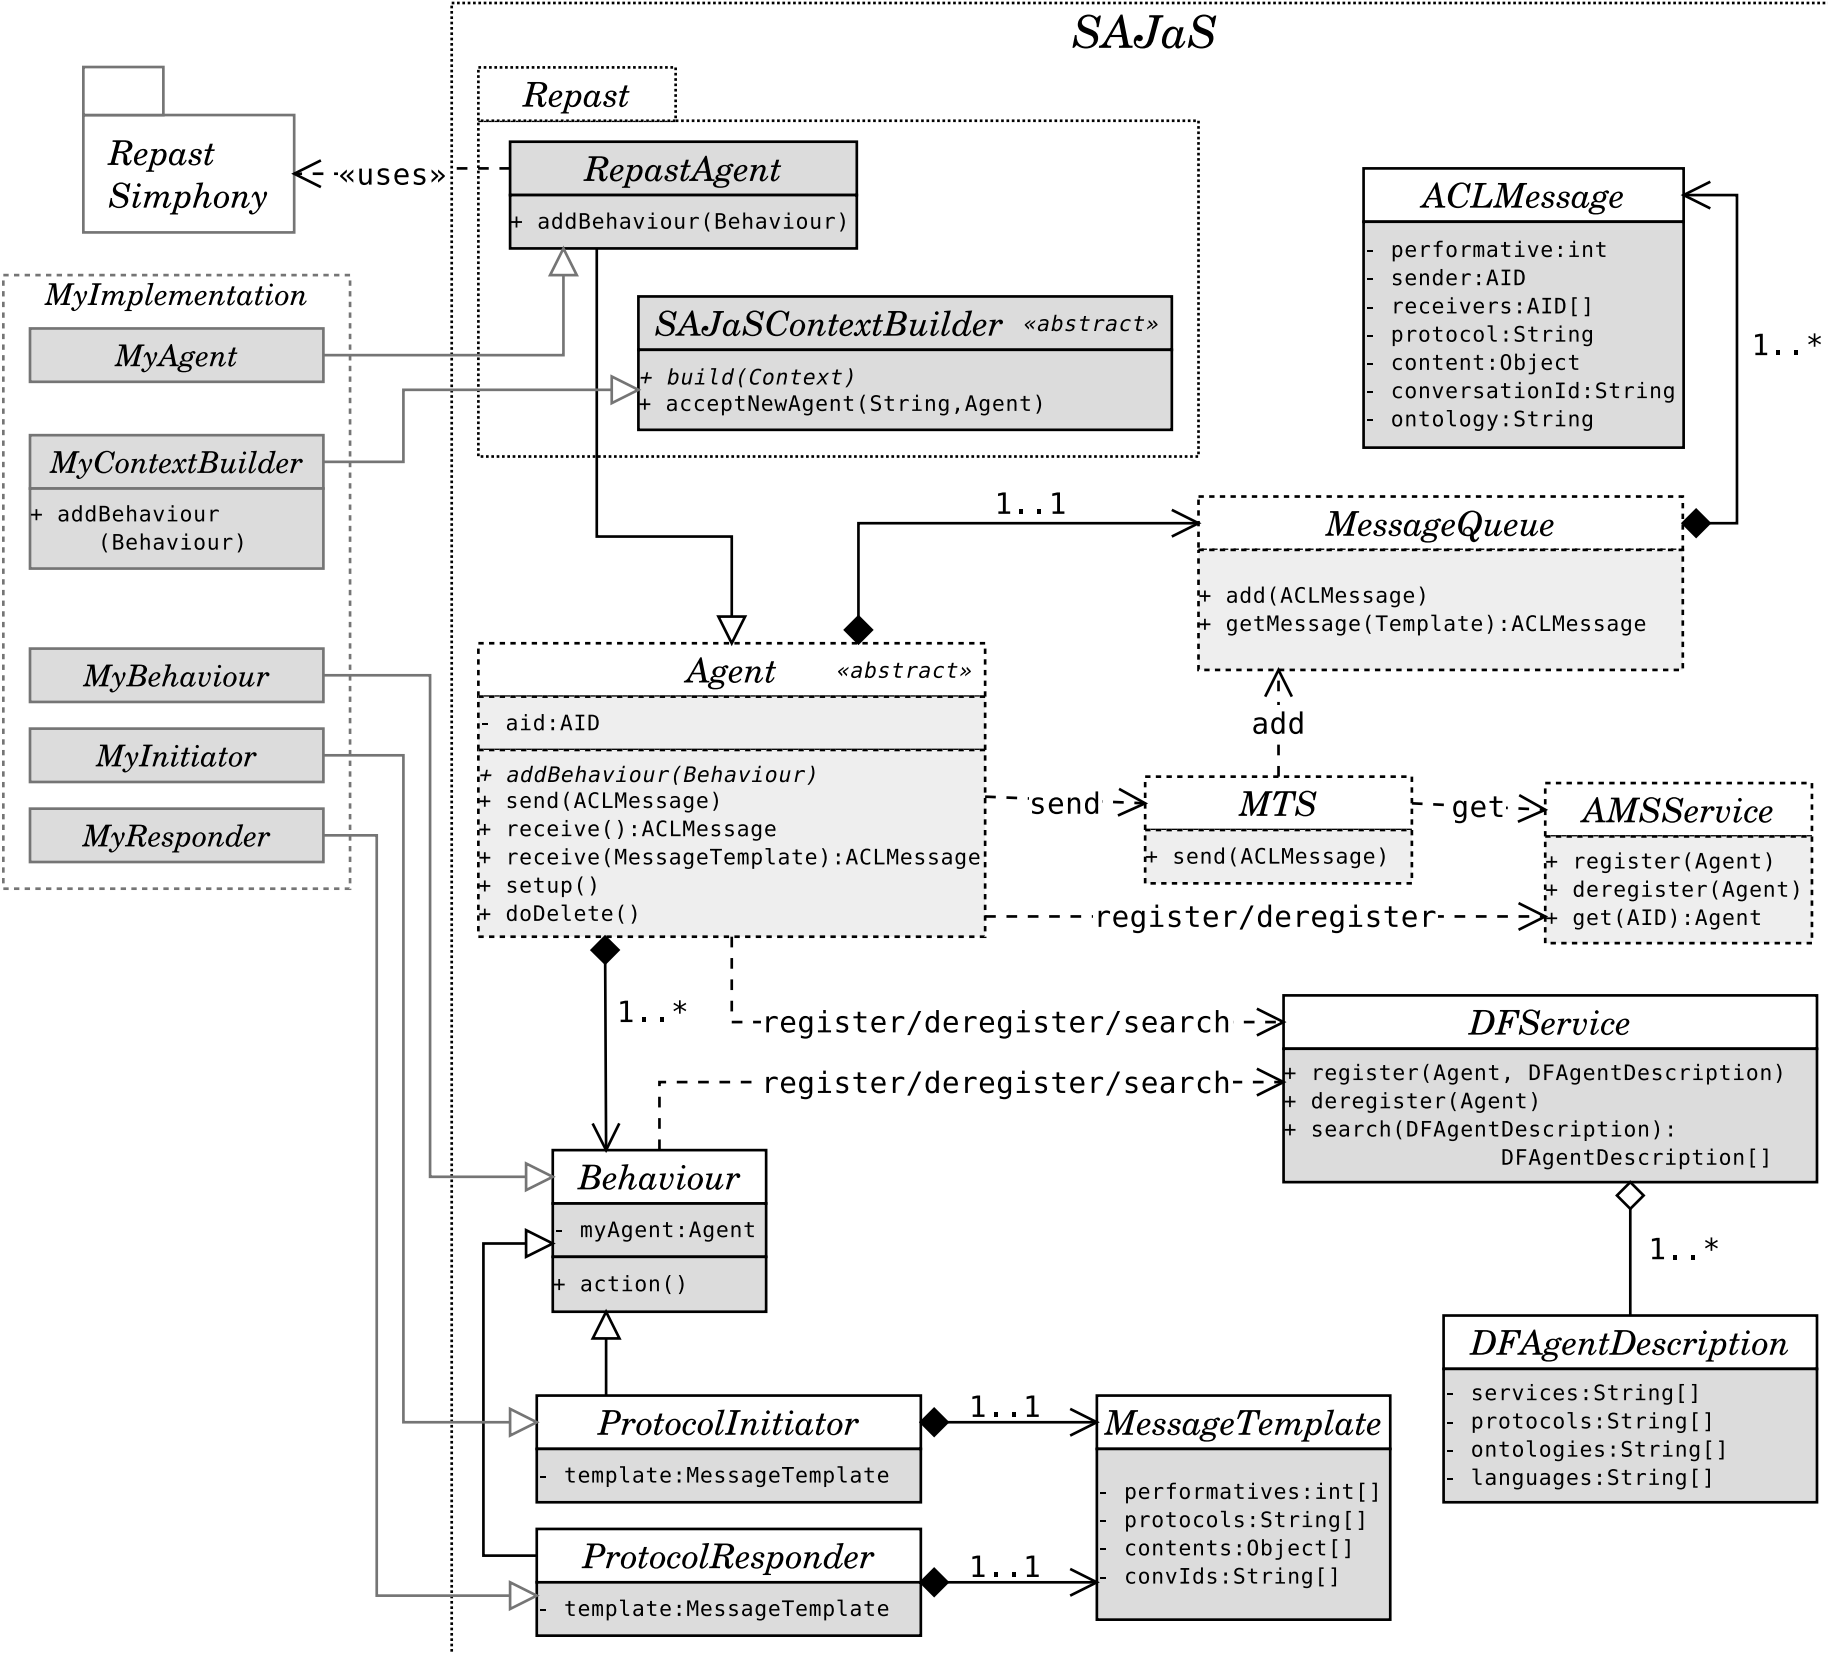 SAJaS
Repast
Repast
Simphony
«uses»
RepastAgent
+ addBehaviour(Behaviour)
SAJaSContextBuilder «abstract»
+ build(Context)
+ acceptNewAgent(String,Agent)
ACLMessage
- performative:int
- sender:AID
- receivers:AID[]
- protocol:String
- content:Object
- conversationId:String
- ontology:String
1..*
MyImplementation
MyAgent
MyContextBuilder
+ addBehaviour
(Behaviour)
MyBehaviour
MyInitiator
MyResponder
1..1
MessageQueue
+ add(ACLMessage)
+ getMessage(Template):ACLMessage
Agent «abstract»
- aid:AID
+ addBehaviour(Behaviour)
+ send(ACLMessage)
+ receive():ACLMessage
+ receive(MessageTemplate):ACLMessage
+ setup()
+ doDelete()
add
send
MTS
+ send(ACLMessage)
get
AMSService
+ register(Agent)
+ deregister(Agent)
+ get(AID):Agent
register/deregister
1..*
register/deregister/search
register/deregister/search
DFService
+ register(Agent, DFAgentDescription)
+ deregister(Agent)
+ search(DFAgentDescription):
DFAgentDescription[]
1..*
Behaviour
- myAgent:Agent
+ action()
DFAgentDescription
- services:String[]
- protocols:String[]
- ontologies:String[]
- languages:String[]
ProtocolInitiator
- template:MessageTemplate
1..1
MessageTemplate
- performatives:int[]
- protocols:String[]
- contents:Object[]
- convIds:String[]
ProtocolResponder
- template:MessageTemplate
1..1